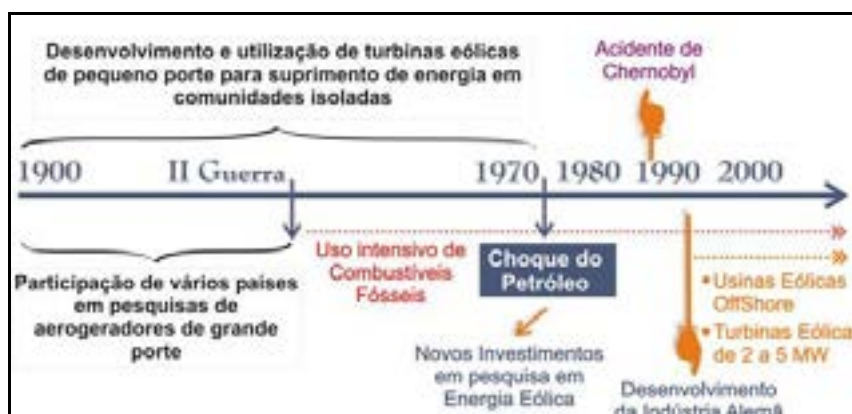 Desenvolvimento e utilização de turbinas eólicas
de pequeno porte para suprimento de energia em
comunidades isoladas
Acidente de
Chernobyl
1900 II Guerra 1970 1980 1990 2000
Participação de vários países
em pesquisas de
aerogeradores de grande
porte
Uso intensivo de
Combustíveis
Fósseis
Choque do
Petróleo
Novos Investimentos
em pesquisa em
Energia Eólica
• Usinas Eólicas
OffShore
• Turbinas Eólica
de 2 a 5 MW
Desenvolvimento
da Indústria Alemã